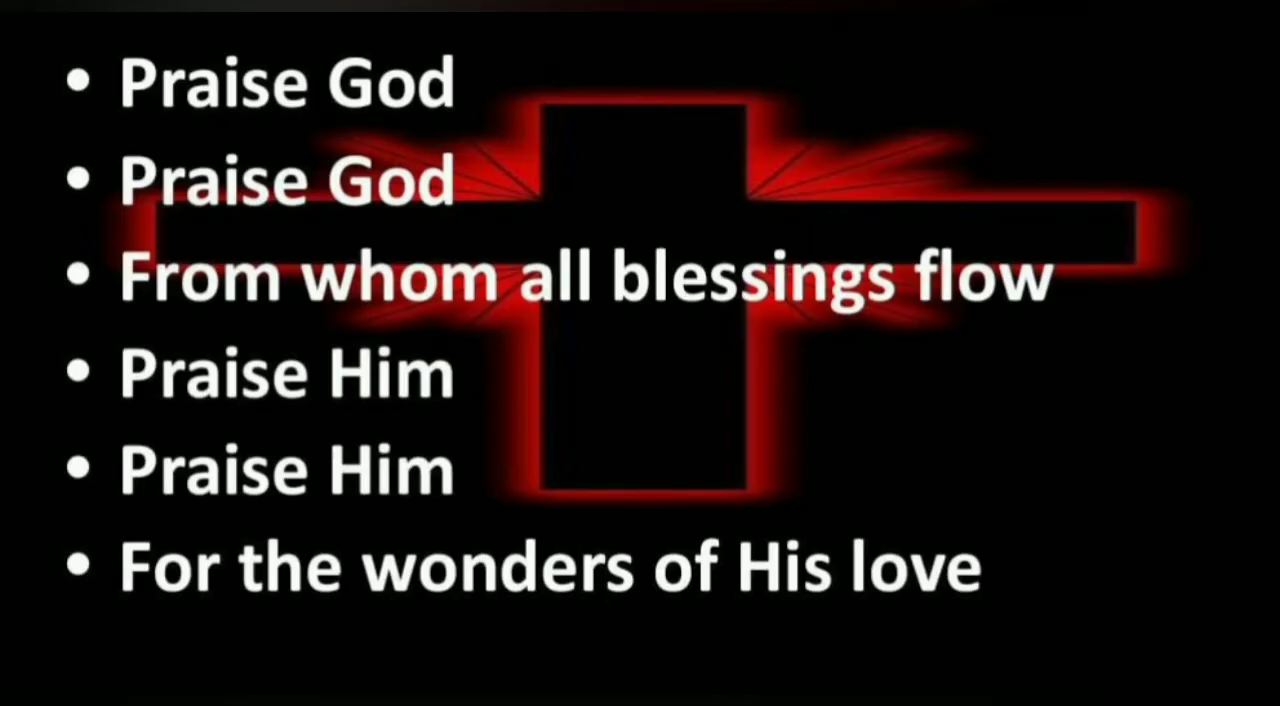 • Praise God
• Praise God
• From whom all blessings flow
• Praise Him
• Praise Him
• For the wonders of His love